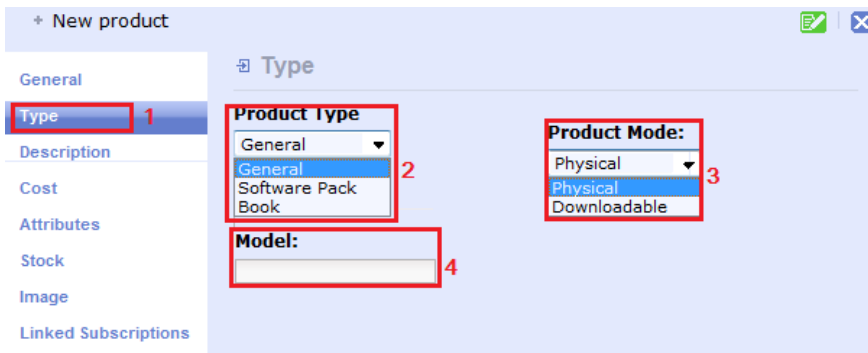 New product
General
Type 1
Description
Cost
Attributes
Stock
Image
Linked Subscriptions
Type
Product Type
General
General
Software Pack
Book
2
Product Mode:
Physical
Physical
Downloadable
3
Model:
4